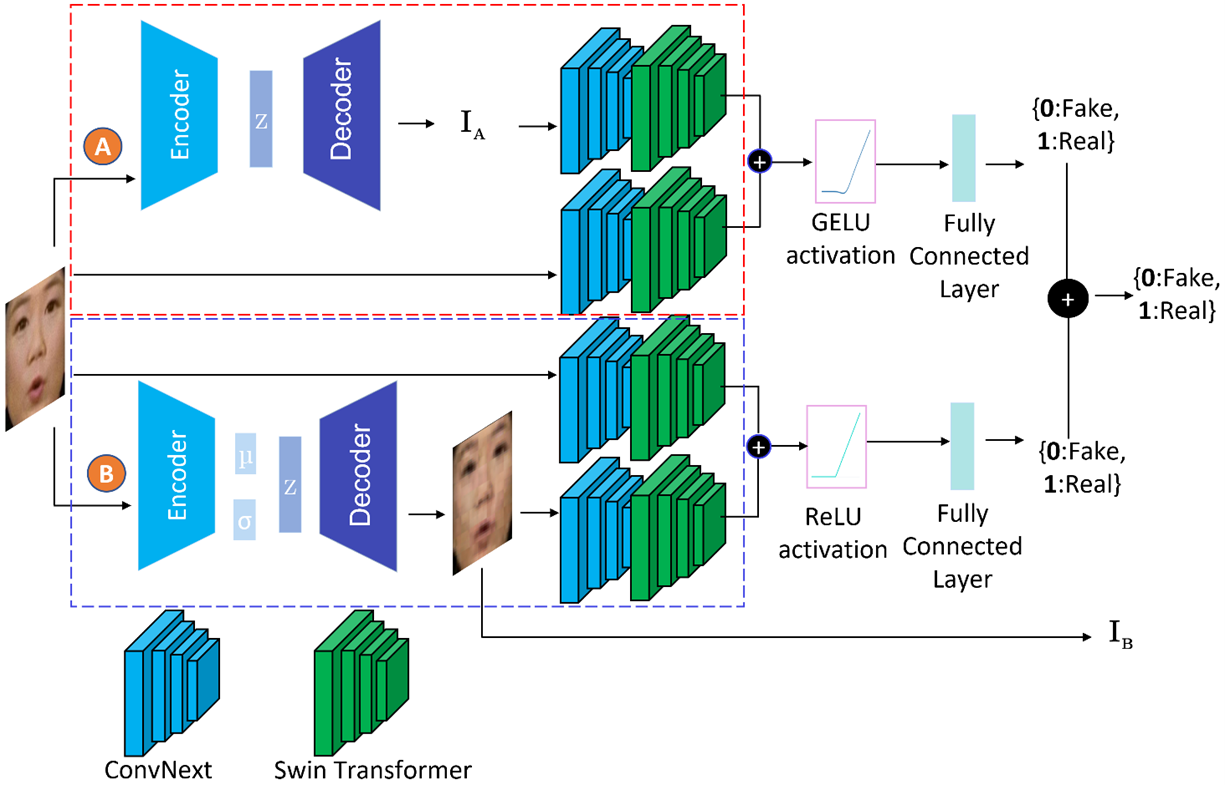 A
Encoder
z
Decoder
I_A
+
GELU
activation
Fully
Connected
Layer
{0:Fake,
1:Real}
+
{0:Fake,
1:Real}
B
Encoder
μ
σ
z
Decoder
+
ReLU
activation
Fully
Connected
Layer
{0:Fake,
1:Real}
I_B
ConvNext
Swin Transformer